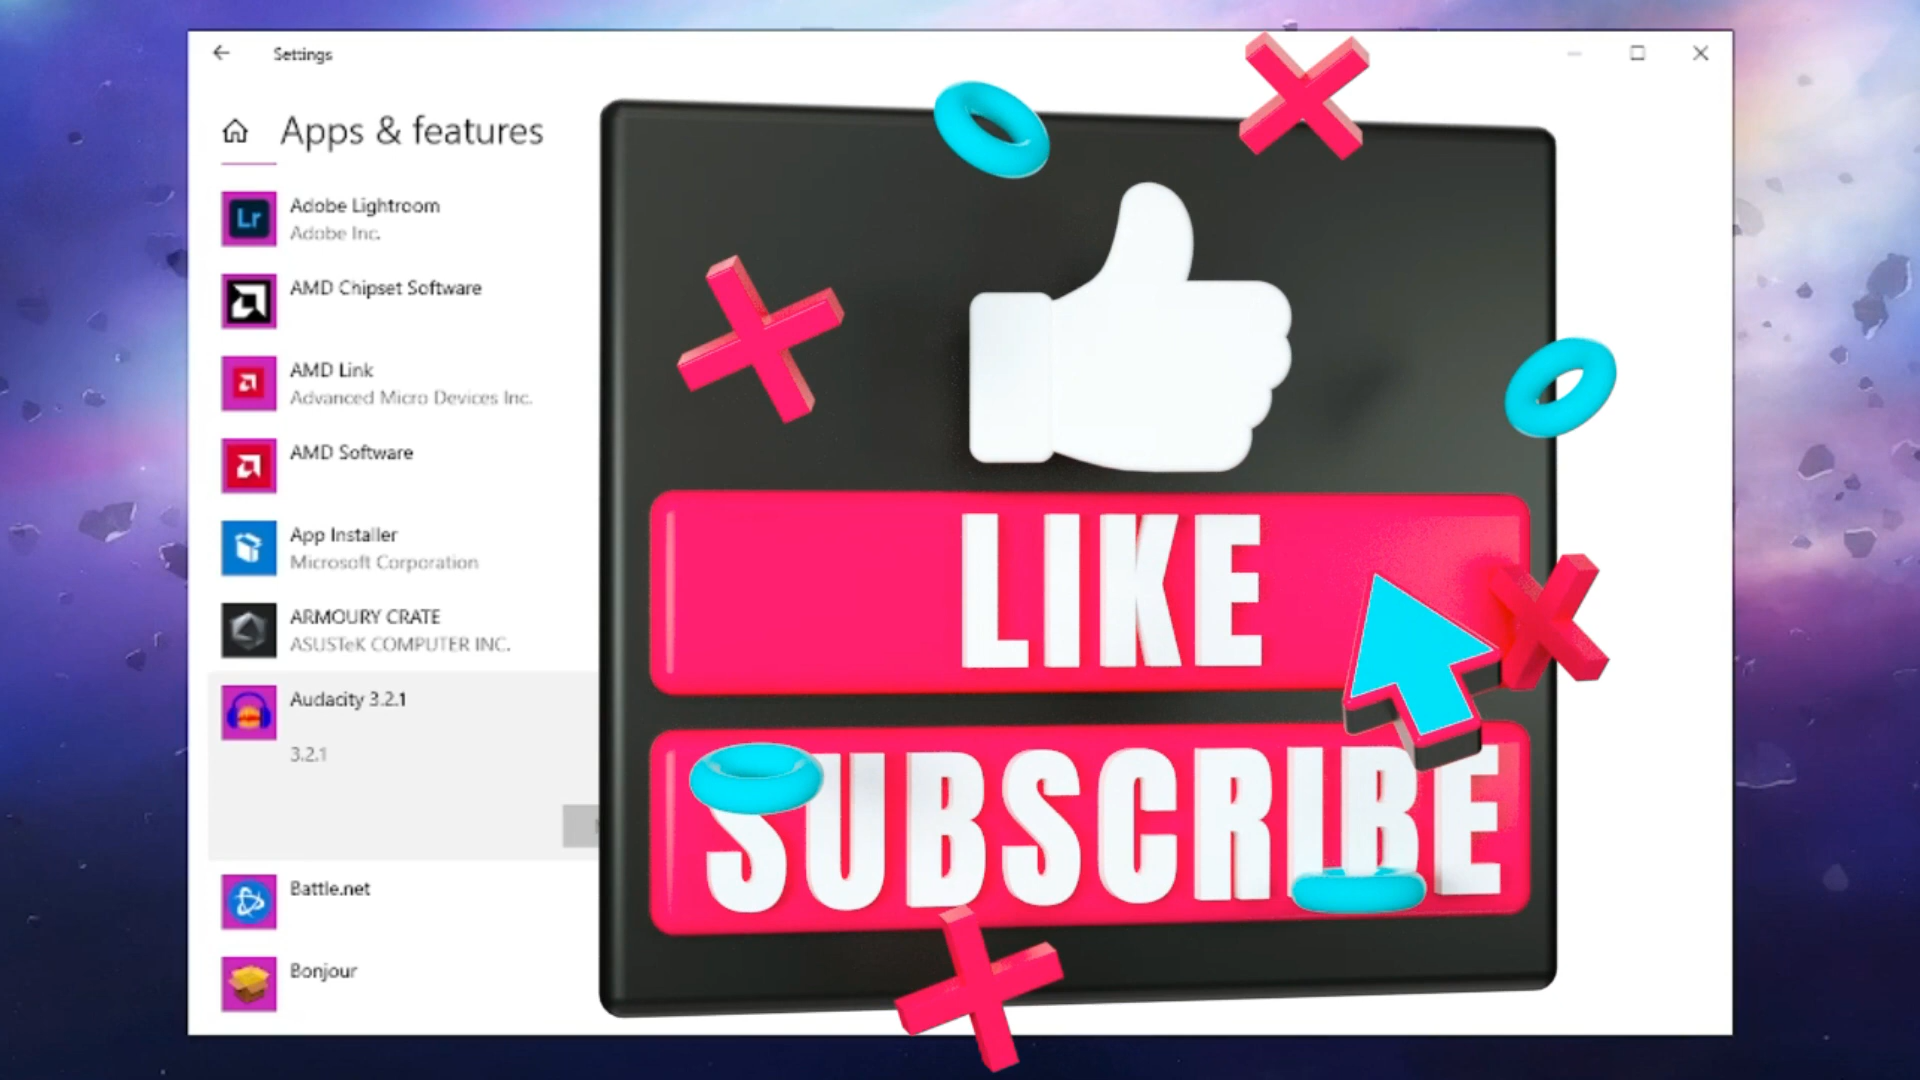 Settings
Apps & features
Lr
Adobe Lightroom
Adobe Inc.
AMD Chipset Software
AMD Link
Advanced Micro Devices Inc.
AMD Software
App Installer
Microsoft Corporation
ARMOURY CRATE
ASUSTeK COMPUTER INC.
Audacity 3.2.1
3.2.1
Battle.net
Bonjour
LIKE
SUBSCRIBE